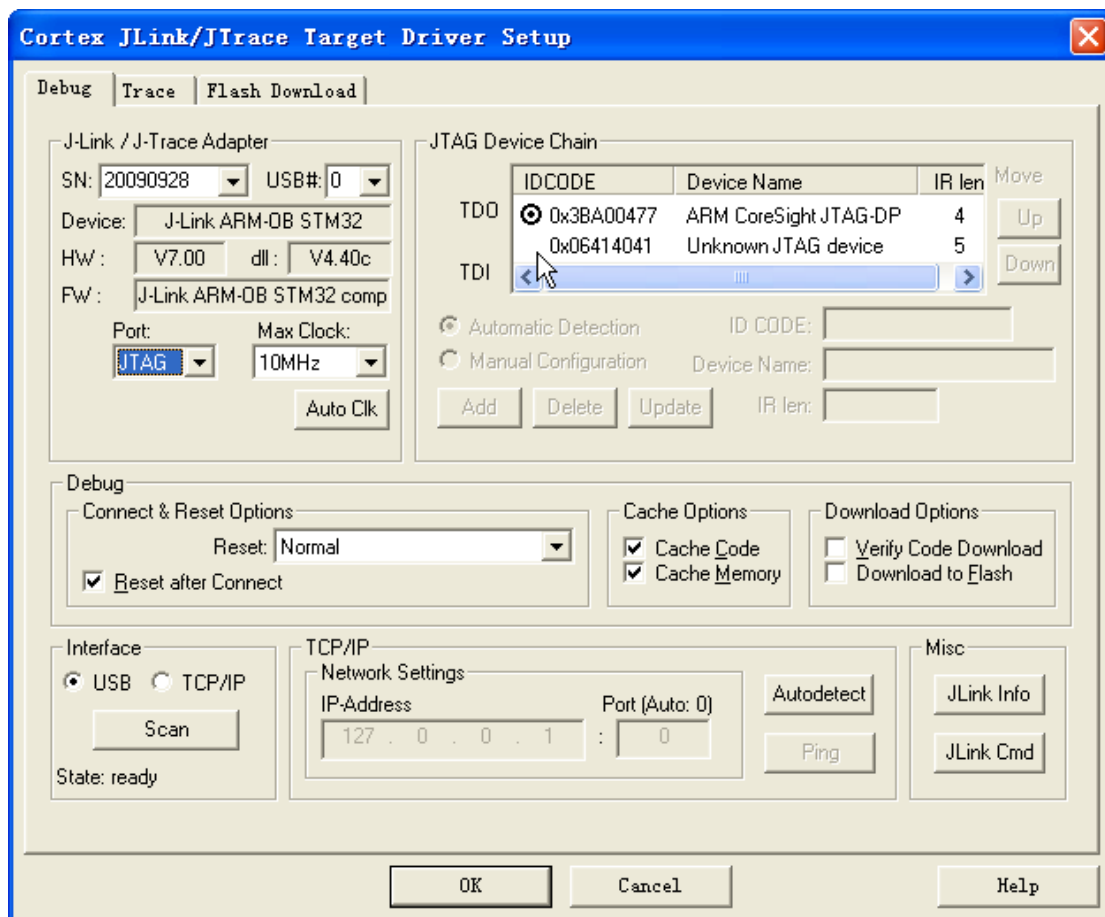 Cortex JLink/JTrace Target Driver Setup
Debug Trace Flash Download
J-Link / J-Trace Adapter
SN: 20090928 USB#: 0
Device: J-Link ARM-OB STM32
HW : V7.00 dll : V4.40c
FW : J-Link ARM-OB STM32 comp
Port: Max Clock:
JTAG 10MHz
Auto Clk
JTAG Device Chain
IDCODE Device Name IR len Move
TDO 0x3BA00477 ARM CoreSight JTAG-DP 4 Up
0x06414041 Unknown JTAG device 5
TDI Down
Automatic Detection ID CODE:
Manual Configuration Device Name:
Add Delete Update IR len:
Debug
Connect & Reset Options
Reset: Normal
Reset after Connect
Cache Options
Cache Code
Cache Memory
Download Options
Verify Code Download
Download to Flash
Interface
USB TCP/IP
Scan
State: ready
TCP/IP
Network Settings
IP-Address Port (Auto: 0)
127 . 0 . 0 . 1 : 0
Autodetect
Ping
Misc
JLink Info
JLink Cmd
OK Cancel Help